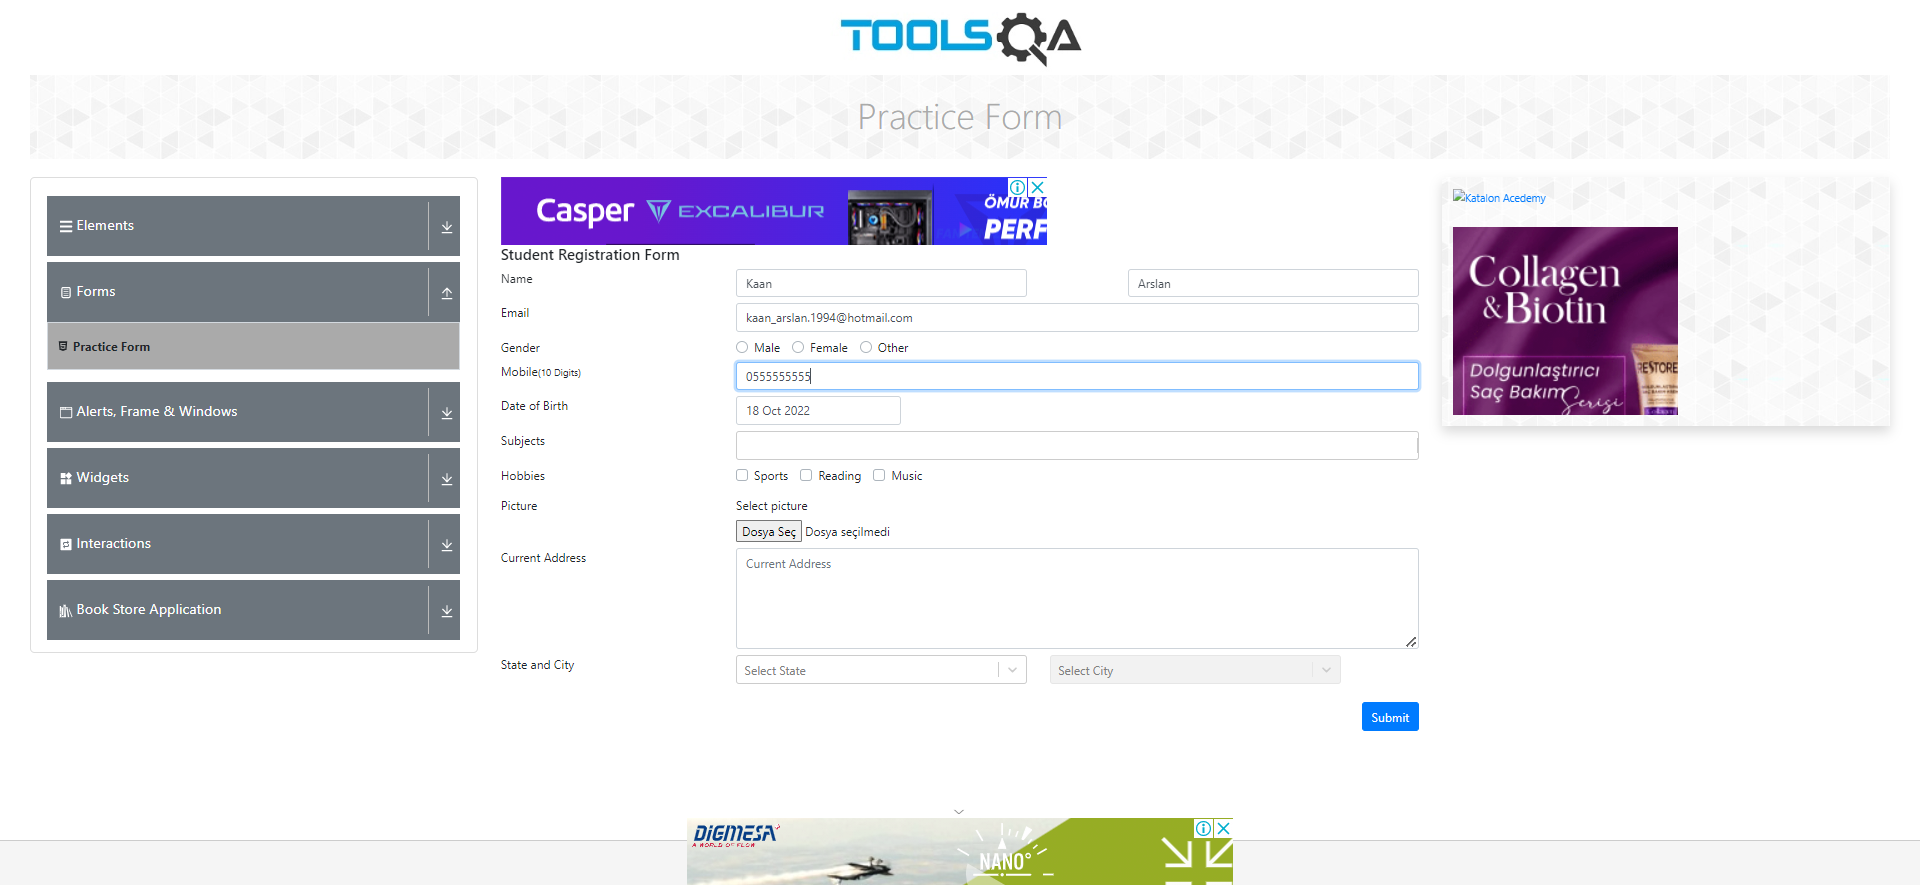 TOOLSQA
Practice Form
Elements
Forms
Practice Form
Alerts, Frame & Windows
Widgets
Interactions
Book Store Application
Casper EXCALIBUR
ÖMUR BO
PERF
Student Registration Form
Name
Kaan
Arslan
Email
kaan_arslan.1994@hotmail.com
Gender
Male
Female
Other
Mobile(10 Digits)
0555555555
Date of Birth
18 Oct 2022
Subjects
Hobbies
Sports
Reading
Music
Picture
Select picture
Dosya Seç Dosya seçilmedi
Current Address
Current Address
State and City
Select State
Select City
Submit
Katalon Acedemy
Collagen
&Biotin
Dolgunlaştırıcı
Saç Bakım
Serisi
RESTORE
DIGMESA
A WORLD OF FLOW
NANO°